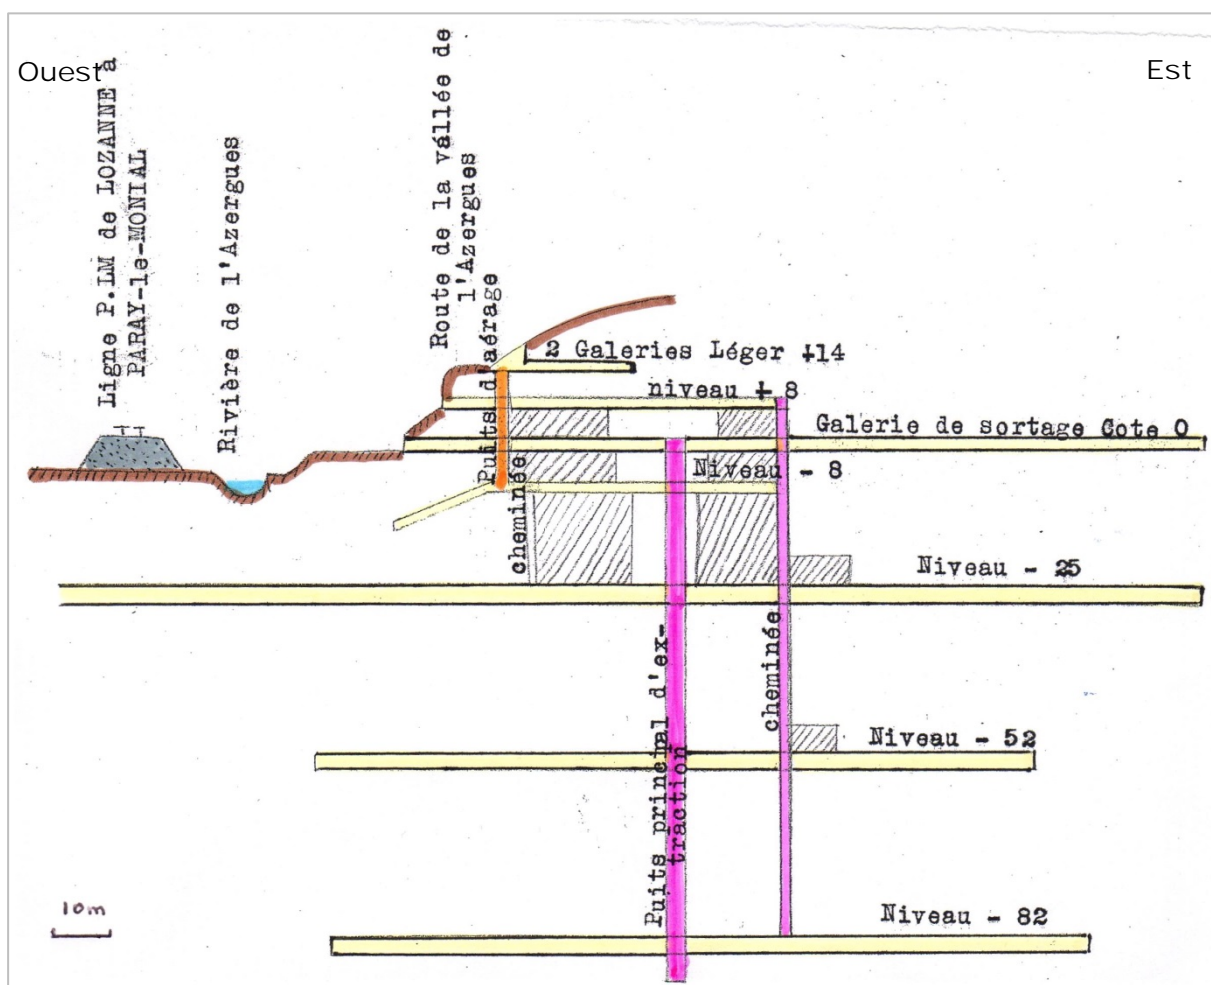 Ouest
Est
Ligne P.LM de LOZANNE à
PARAY-le-MONIAL
Rivière de l'Azergues
Route de la vallée de
l'Azergues
Puits d'aérage
2 Galeries Léger +14
niveau + 8
Galerie de sortage Cote 0
Niveau - 8
cheminée
Niveau - 25
Puits principal d'ex-
traction
cheminée
Niveau - 52
Niveau - 82
10m